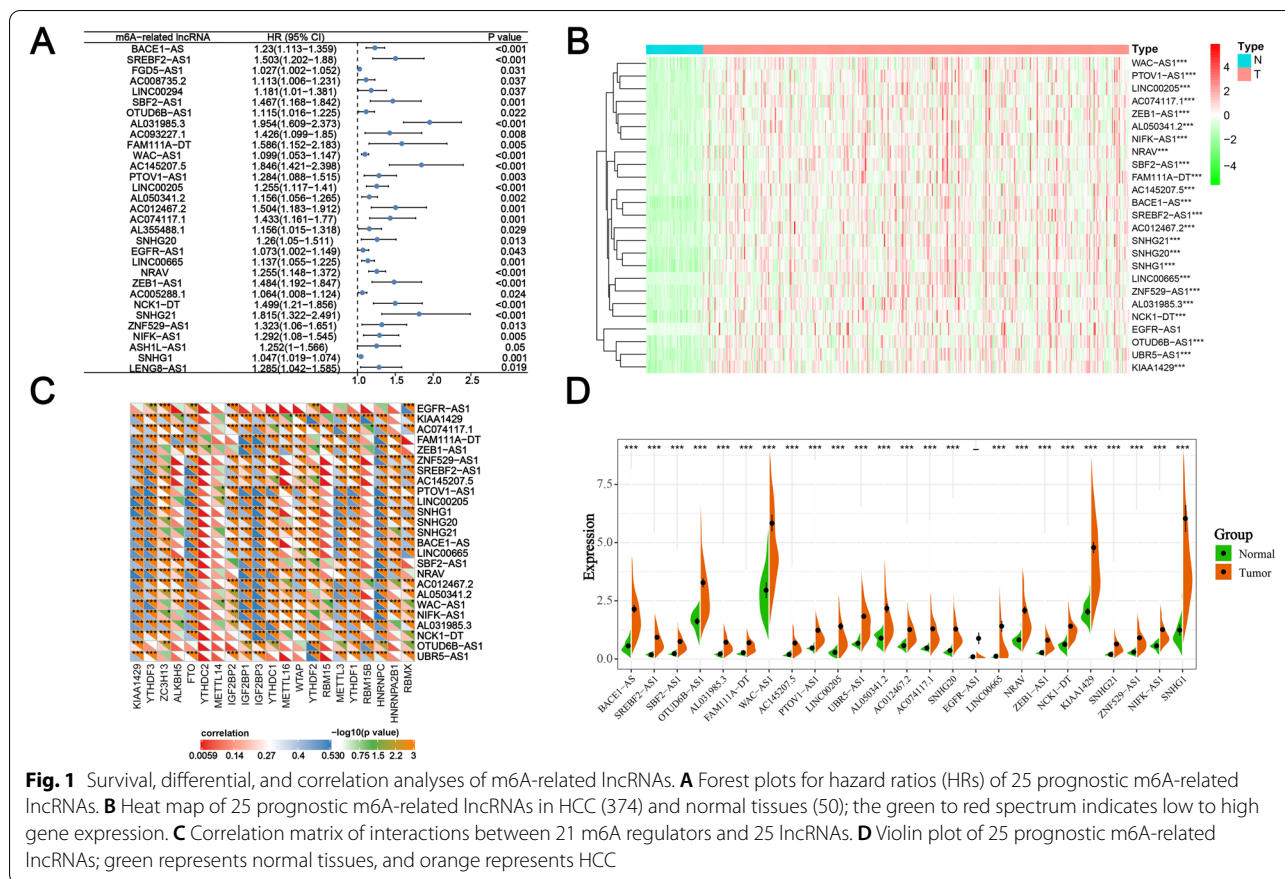 A
m6A-related lncRNA HR (95% CI) P value
BACE1-AS 1.23(1.113-1.359) <0.001
SREBF2-AS1 1.503(1.202-1.88) <0.001
FGD5-AS1 1.027(1.002-1.052) 0.031
AC008735.2 1.113(1.006-1.231) 0.037
LINC00294 1.181(1.01-1.381) 0.037
SBF2-AS1 1.467(1.168-1.842) 0.001
OTUD6B-AS1 1.115(1.016-1.225) 0.022
AL031985.3 1.954(1.609-2.373) <0.001
AC093227.1 1.426(1.099-1.85) 0.008
FAM111A-DT 1.586(1.152-2.183) 0.005
WAC-AS1 1.099(1.053-1.147) <0.001
AC145207.5 1.846(1.421-2.398) <0.001
PTOV1-AS1 1.284(1.088-1.515) 0.003
LINC00205 1.255(1.117-1.41) <0.001
AL050341.2 1.156(1.056-1.265) 0.002
AC012467.2 1.504(1.183-1.912) 0.001
AC074117.1 1.433(1.161-1.77) 0.001
AL355488.1 1.156(1.015-1.318) 0.029
SNHG20 1.26(1.05-1.511) 0.013
EGFR-AS1 1.073(1.002-1.149) 0.043
LINC00665 1.137(1.055-1.225) 0.001
NRAV 1.255(1.148-1.372) <0.001
ZEB1-AS1 1.484(1.192-1.847) <0.001
AC005288.1 1.064(1.008-1.124) 0.024
NCK1-DT 1.499(1.21-1.856) <0.001
SNHG21 1.815(1.322-2.491) <0.001
ZNF529-AS1 1.323(1.06-1.651) 0.013
NIFK-AS1 1.292(1.08-1.545) 0.005
ASH1L-AS1 1.252(1-1.566) 0.05
SNHG1 1.047(1.019-1.074) 0.001
LENG8-AS1 1.285(1.042-1.585) 0.019
1.0 1.5 2.0 2.5
B
Type
WAC-AS1***
PTOV1-AS1***
LINC00205***
AC074117.1***
ZEB1-AS1***
AL050341.2***
NIFK-AS1***
NRAV***
SBF2-AS1***
FAM111A-DT***
AC145207.5***
BACE1-AS***
SREBF2-AS1***
AC012467.2***
SNHG21***
SNHG20***
SNHG1***
LINC00665***
ZNF529-AS1***
AL031985.3***
NCK1-DT***
EGFR-AS1
OTUD6B-AS1***
UBR5-AS1***
KIAA1429***
4
2
0
-2
-4
Type
N
T
C
EGFR-AS1
KIAA1429
AC074117.1
FAM111A-DT
ZEB1-AS1
ZNF529-AS1
SREBF2-AS1
AC145207.5
PTOV1-AS1
LINC00205
SNHG1
SNHG20
SNHG21
BACE1-AS
LINC00665
SBF2-AS1
NRAV
AC012467.2
AL050341.2
WAC-AS1
NIFK-AS1
AL031985.3
NCK1-DT
OTUD6B-AS1
UBR5-AS1
KIAA1429 YTHDF3 ZC3H13 ALKBH5 FTO YTHDC2 METTL14 IGF2BP2 IGF2BP1 IGF2BP3 YTHDC1 METTL16 WTAP YTHDF2 RBM15 METTL3 YTHDF1 RBM15B HNRNPC HNRNPA2B1 RBMX
correlation
0.0059 0.14 0.27 0.4 0.53
-log10(p value)
0 0.75 1.5 2.2 3
D
*** *** *** *** *** *** *** *** *** *** *** *** *** *** *** – *** *** *** *** *** *** *** *** ***
Expression
7.5
5.0
2.5
0.0
BACE1-AS SREBF2-AS1 SBF2-AS1 OTUD6B-AS1 AL031985.3 FAM111A-DT WAC-AS1 AC145207.5 PTOV1-AS1 LINC00205 UBR5-AS1 AL050341.2 AC012467.2 AC074117.1 SNHG20 EGFR-AS1 LINC00665 NRAV ZEB1-AS1 NCK1-DT KIAA1429 SNHG21 ZNF529-AS1 NIFK-AS1 SNHG1
Group
Normal
Tumor
Fig. 1 Survival, differential, and correlation analyses of m6A-related lncRNAs. A Forest plots for hazard ratios (HRs) of 25 prognostic m6A-related
lncRNAs. B Heat map of 25 prognostic m6A-related lncRNAs in HCC (374) and normal tissues (50); the green to red spectrum indicates low to high
gene expression. C Correlation matrix of interactions between 21 m6A regulators and 25 lncRNAs. D Violin plot of 25 prognostic m6A-related
lncRNAs; green represents normal tissues, and orange represents HCC